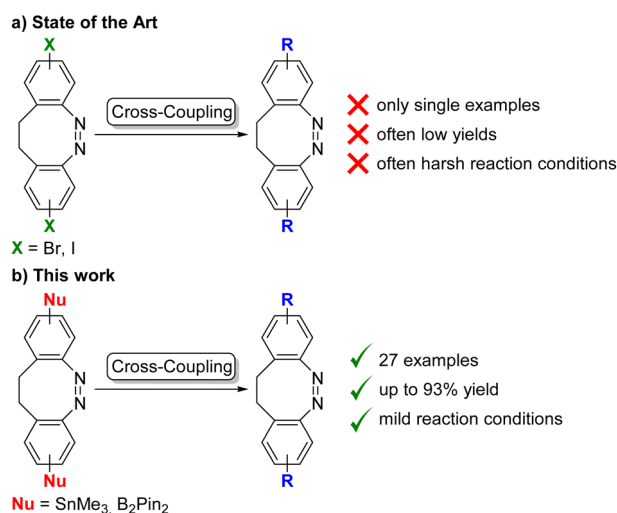 a) State of the Art
X
R
Cross-Coupling
N
N
N
N
X
R
only single examples
often low yields
often harsh reaction conditions
X = Br, I
b) This work
Nu
R
Cross-Coupling
N
N
N
N
Nu
R
27 examples
up to 93% yield
mild reaction conditions
Nu = SnMe₃, B₂Pin₂